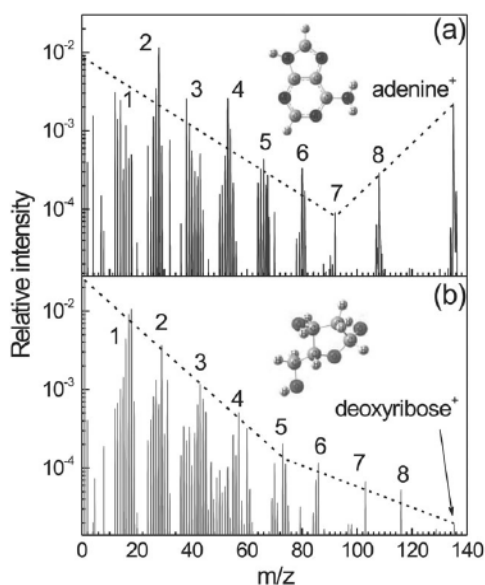 (a)
adenine⁺
10⁻²
10⁻³
10⁻⁴
1 2 3 4 5 6 7 8
(b)
deoxyribose⁺
10⁻²
10⁻³
10⁻⁴
1 2 3 4 5 6 7 8
Relative intensity
0 20 40 60 80 100 120 140
m/z